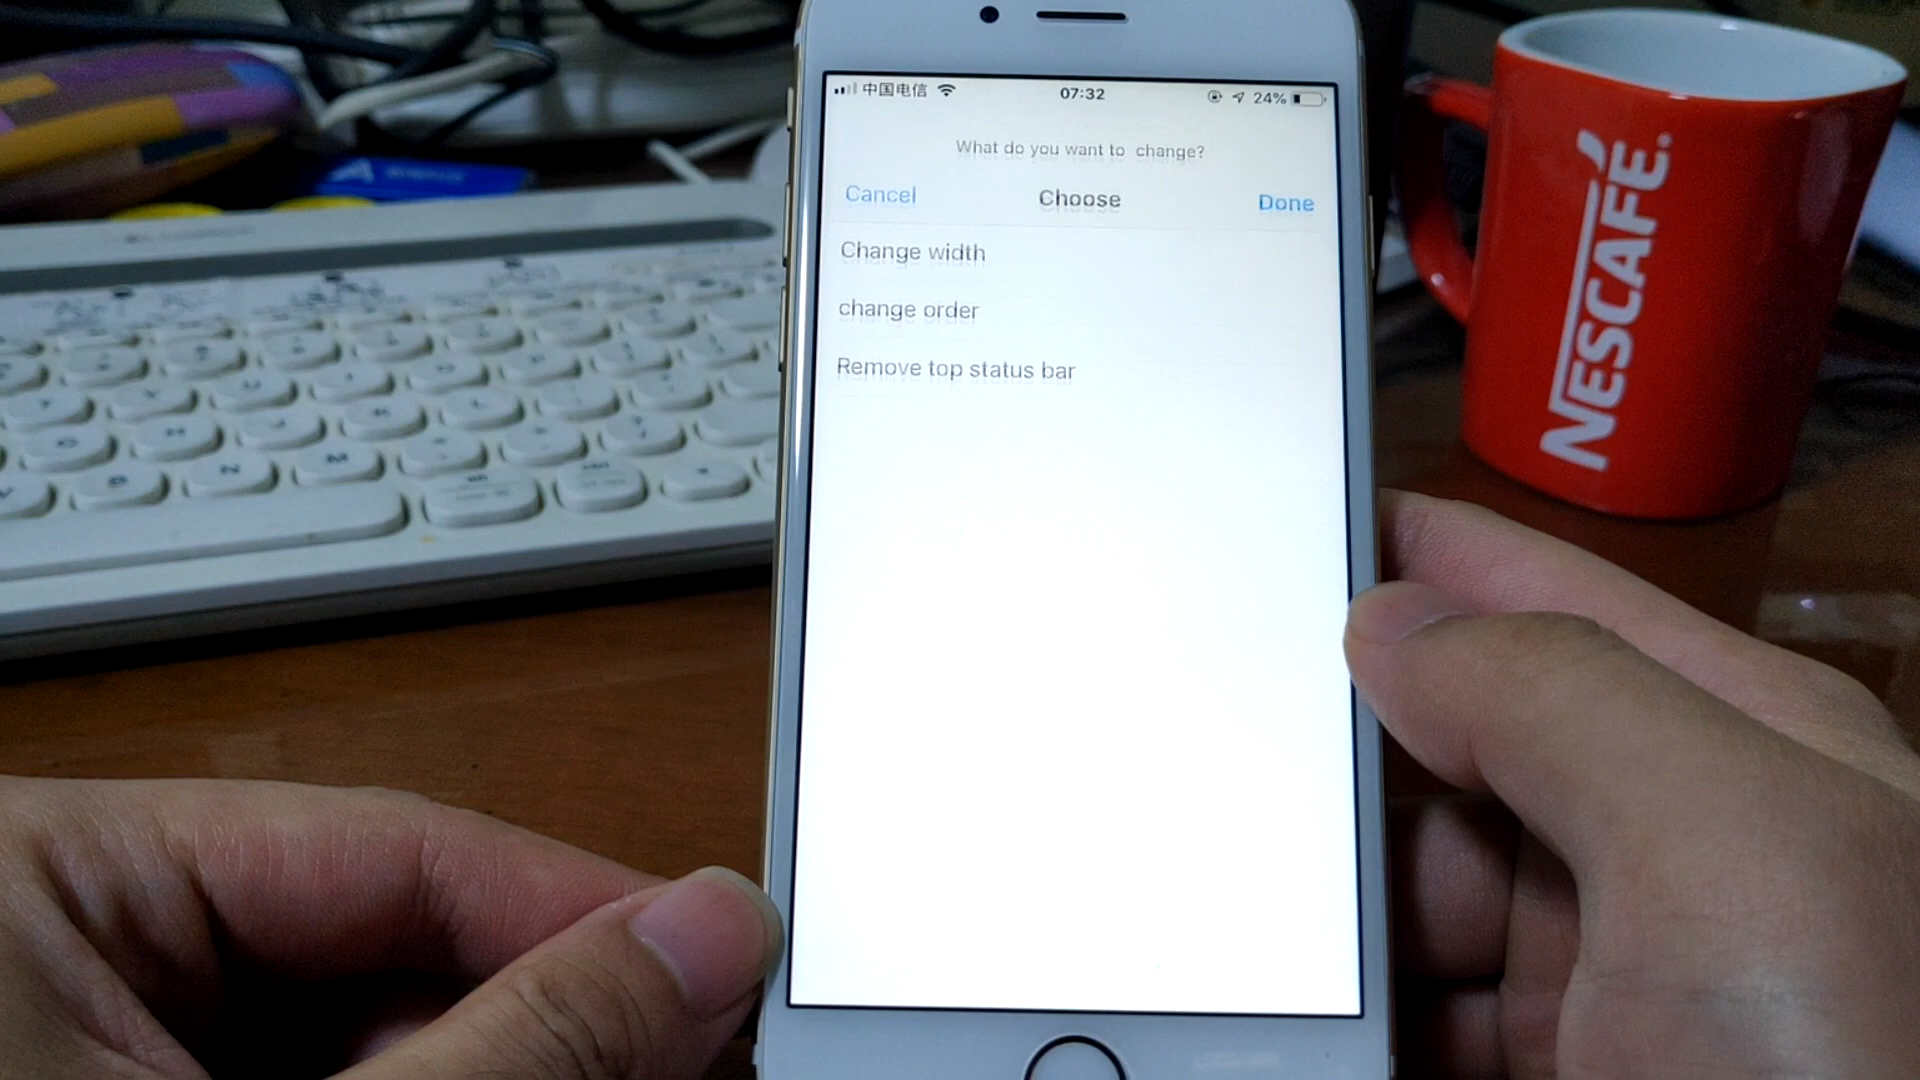 中国电信 07:32 24%
What do you want to change?
Cancel Choose Done
Change width
change order
Remove top status bar
NESCAFÉ.
N
M